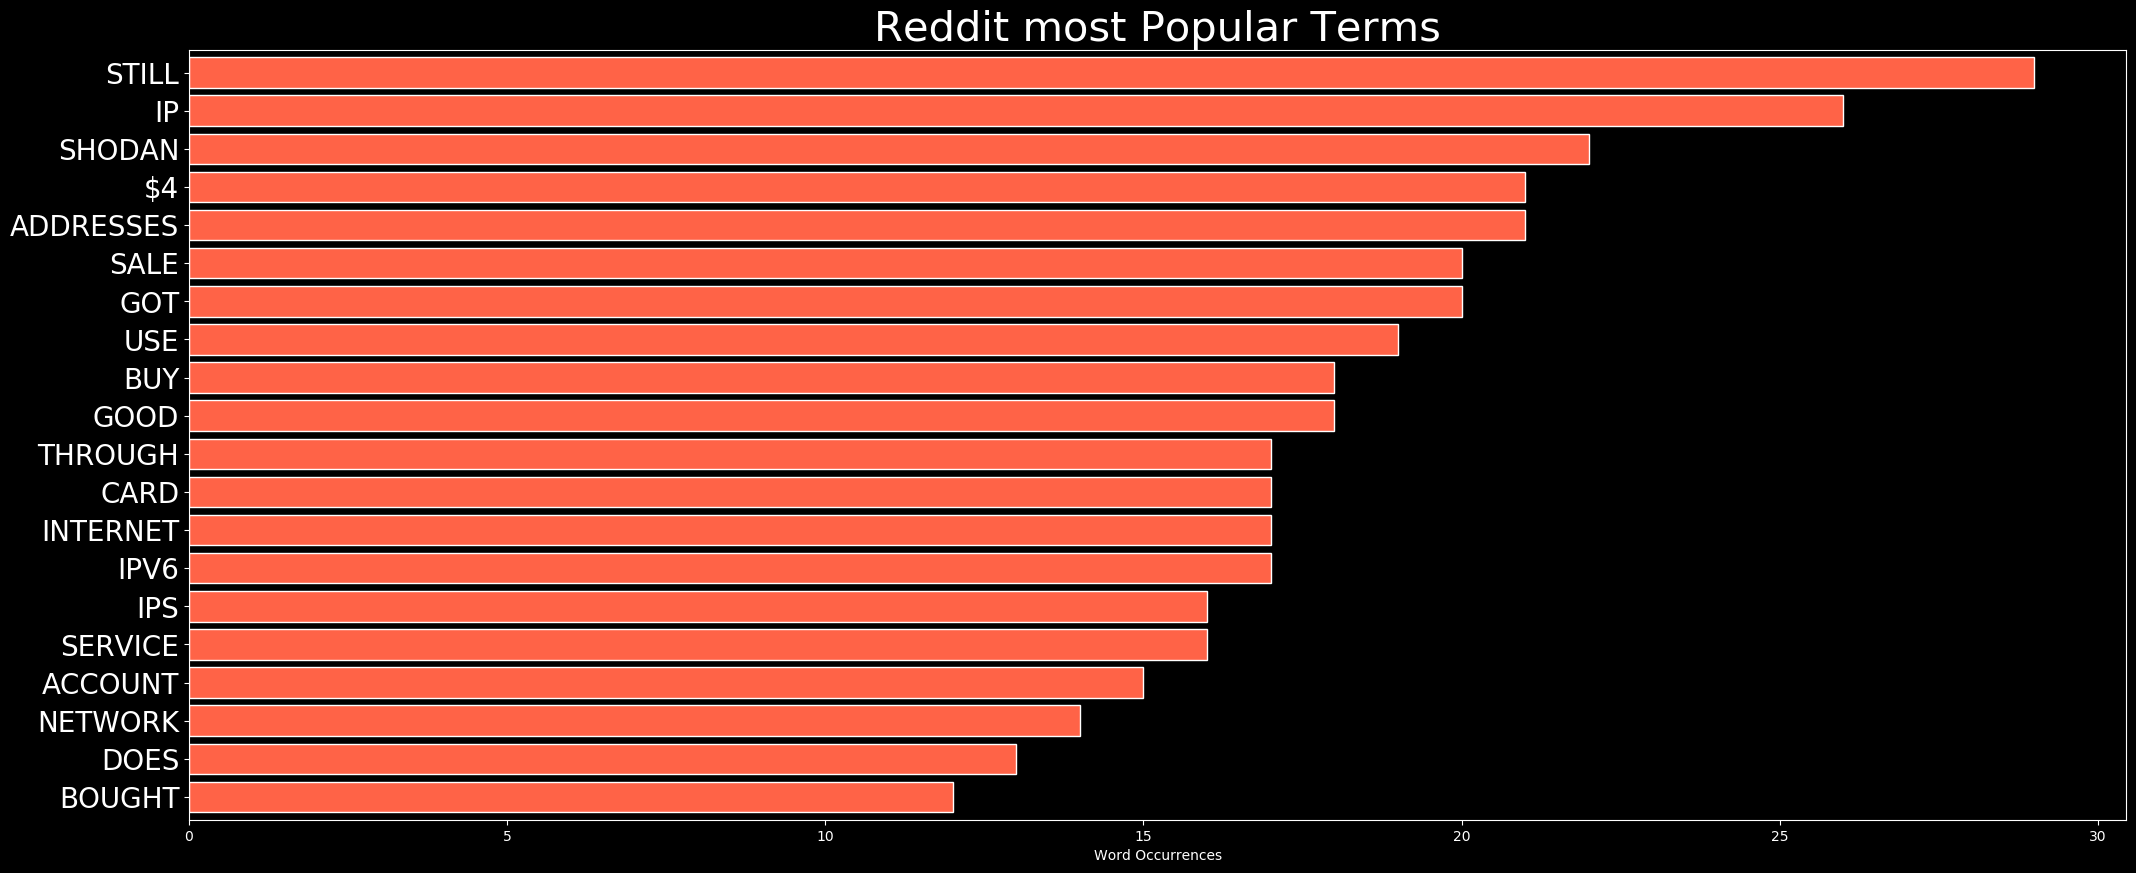 Reddit most Popular Terms
STILL
IP
SHODAN
$4
ADDRESSES
SALE
GOT
USE
BUY
GOOD
THROUGH
CARD
INTERNET
IPV6
IPS
SERVICE
ACCOUNT
NETWORK
DOES
BOUGHT
0 5 10 15 20 25 30
Word Occurrences